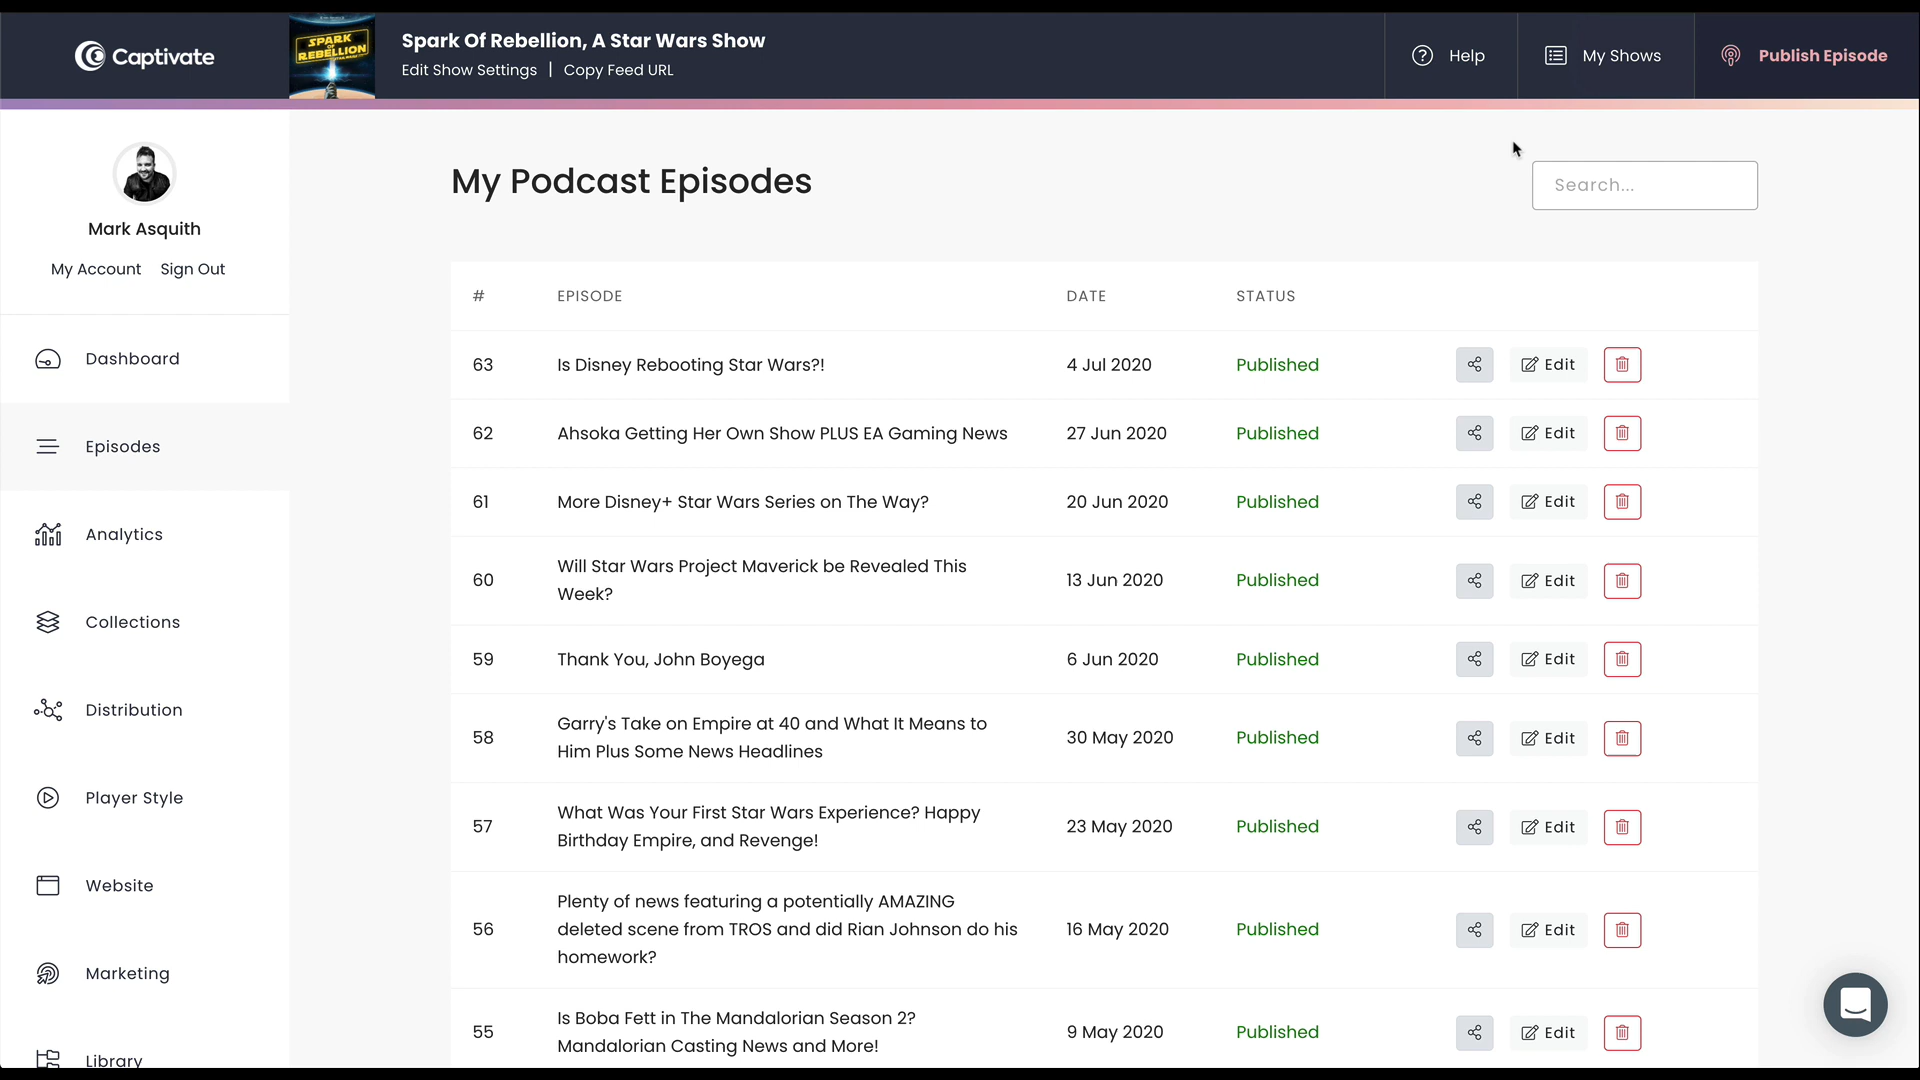 Captivate
SPARK
OF
REBELLION
Spark Of Rebellion, A Star Wars Show
Edit Show Settings | Copy Feed URL
Help
My Shows
Publish Episode
Mark Asquith
My Account Sign Out
Dashboard
Episodes
Analytics
Collections
Distribution
Player Style
Website
Marketing
Library
My Podcast Episodes
Search...
# EPISODE DATE STATUS
63 Is Disney Rebooting Star Wars?! 4 Jul 2020 Published Edit
62 Ahsoka Getting Her Own Show PLUS EA Gaming News 27 Jun 2020 Published Edit
61 More Disney+ Star Wars Series on The Way? 20 Jun 2020 Published Edit
60 Will Star Wars Project Maverick be Revealed This
Week? 13 Jun 2020 Published Edit
59 Thank You, John Boyega 6 Jun 2020 Published Edit
58 Garry's Take on Empire at 40 and What It Means to
Him Plus Some News Headlines 30 May 2020 Published Edit
57 What Was Your First Star Wars Experience? Happy
Birthday Empire, and Revenge! 23 May 2020 Published Edit
56 Plenty of news featuring a potentially AMAZING
deleted scene from TROS and did Rian Johnson do his
homework? 16 May 2020 Published Edit
55 Is Boba Fett in The Mandalorian Season 2?
Mandalorian Casting News and More! 9 May 2020 Published Edit